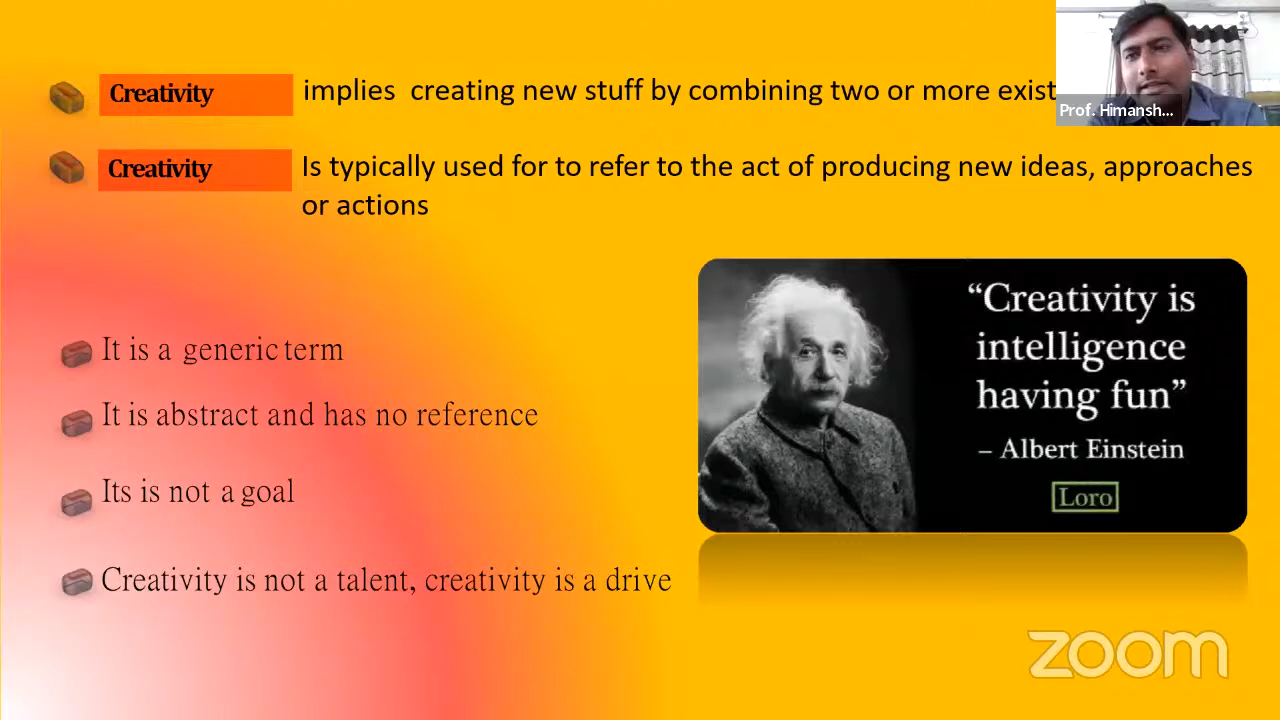 Creativity implies creating new stuff by combining two or more exist
Prof. Himansh...
Creativity Is typically used for to refer to the act of producing new ideas, approaches
or actions
It is a generic term
It is abstract and has no reference
Its is not a goal
Creativity is not a talent, creativity is a drive
“Creativity is
intelligence
having fun”
– Albert Einstein
Loro
zoom